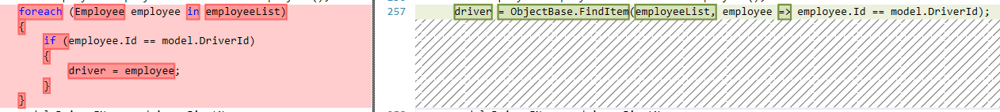 foreach (Employee employee in employeeList)
{
if (employee.Id == model.DriverId)
{
driver = employee;
}
}
257 driver = ObjectBase.FindItem(employeeList, employee => employee.Id == model.DriverId);